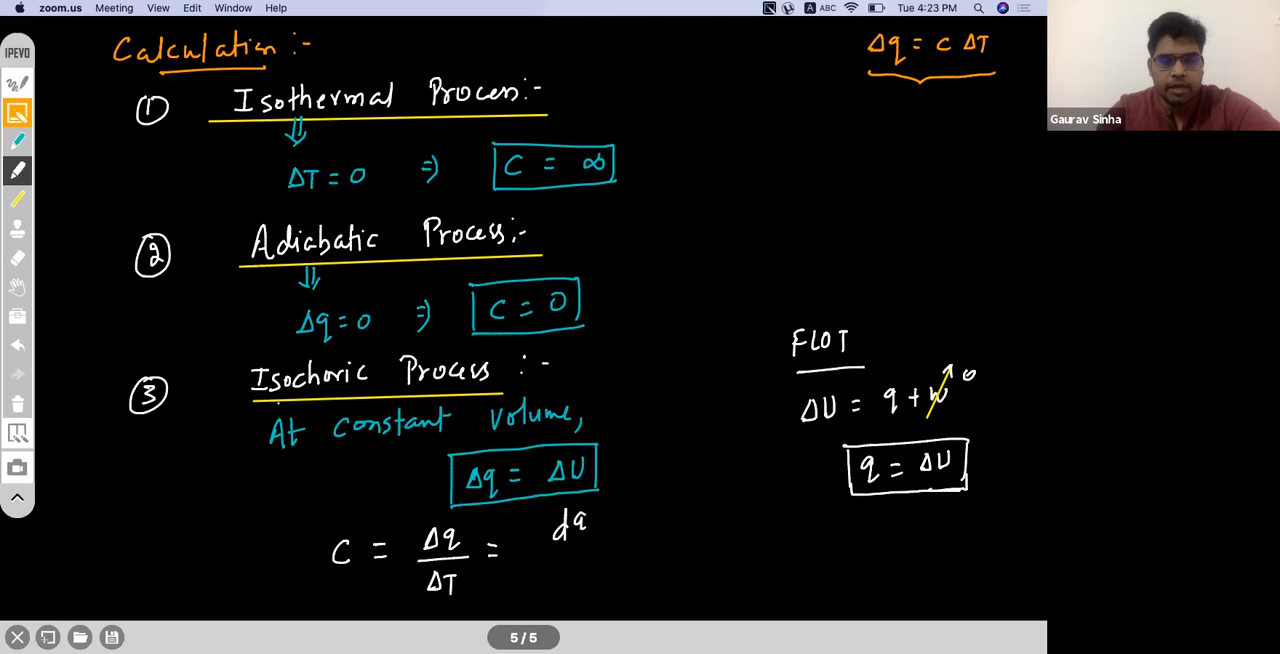 zoom.us Meeting View Edit Window Help
A ABC Tue 4:23 PM
IPEVO
Calculation :-
Δq = C ΔT
Gaurav Sinha
① Isothermal Process:-
⇓
ΔT = 0 ⇒ C = ∞
② Adiabatic Process:-
⇓
Δq = 0 ⇒ C = 0
③ Isochoric Process :-
At constant volume,
Δq = ΔU
C = Δq/ΔT = dq
FLOT
ΔU = q + w 0
q = ΔU
5/5